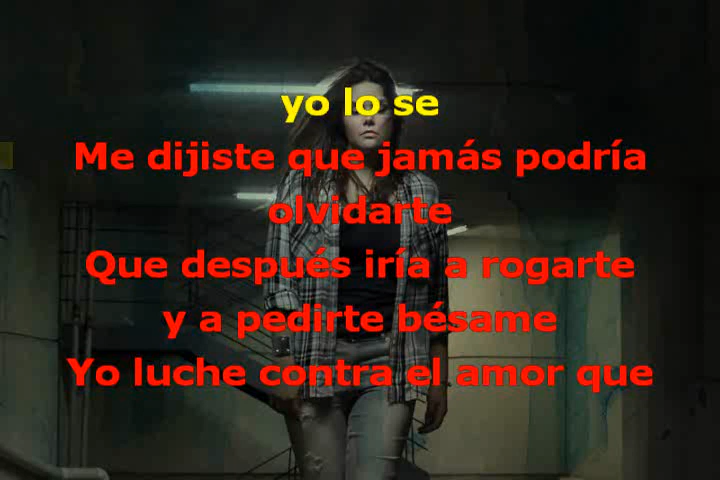 yo lo se
Me dijiste que jamás podría
olvidarte
Que después iría a rogarte
y a pedirte bésame
Yo luche contra el amor que